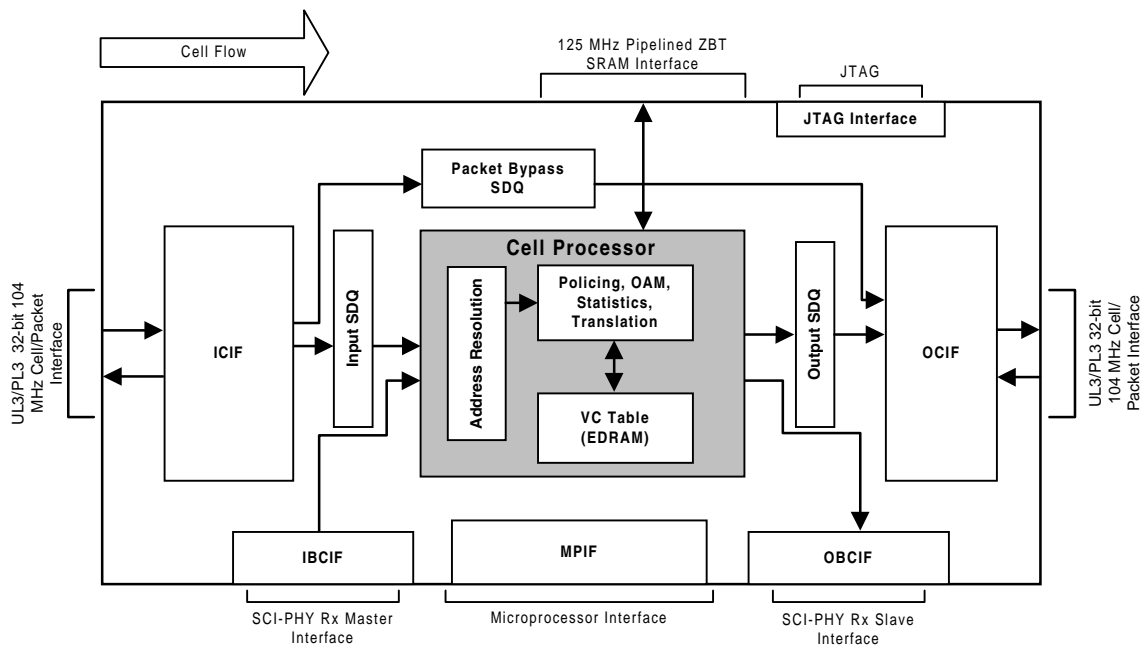 Cell Flow
125 MHz Pipelined ZBT
SRAM Interface
JTAG
JTAG Interface
Packet Bypass
SDQ
Cell Processor
UL3/PL3 32-bit 104
MHz Cell/Packet
Interface
ICIF
Input SDQ
Address Resolution
Policing, OAM,
Statistics,
Translation
VC Table
(EDRAM)
Output SDQ
OCIF
UL3/PL3 32-bit
104 MHz Cell/
Packet Interface
IBCIF
MPIF
OBCIF
SCI-PHY Rx Master
Interface
Microprocessor Interface
SCI-PHY Rx Slave
Interface